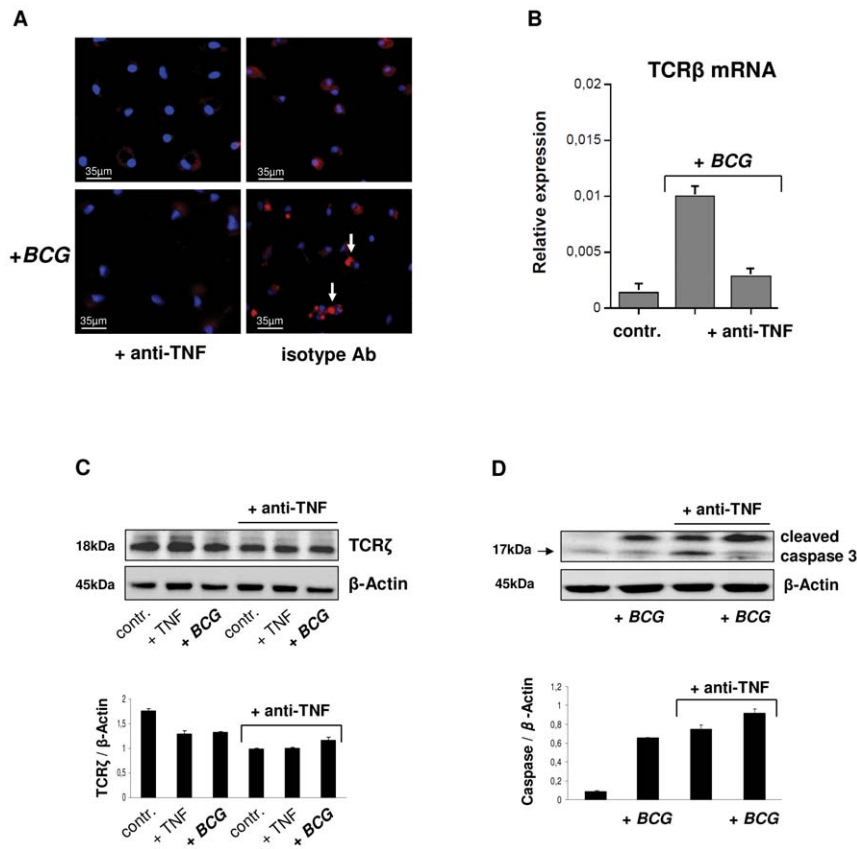 A
35µm
35µm
+BCG
35µm
35µm
+ anti-TNF
isotype Ab
B
TCRβ mRNA
Relative expression
0,02
0,015
0,01
0,005
0
+ BCG
contr.
+ anti-TNF
C
+ anti-TNF
18kDa
TCRζ
45kDa
β-Actin
contr.
+ TNF
+ BCG
contr.
+ TNF
+ BCG
TCRζ / β-Actin
2
1,5
1
0,5
0
+ anti-TNF
contr.
+ TNF
+ BCG
contr.
+ TNF
+ BCG
D
+ anti-TNF
17kDa
cleaved
caspase 3
45kDa
β-Actin
+ BCG
+ BCG
Caspase / β -Actin
1,2
1
0,8
0,6
0,4
0,2
0
+ anti-TNF
+ BCG
+ BCG